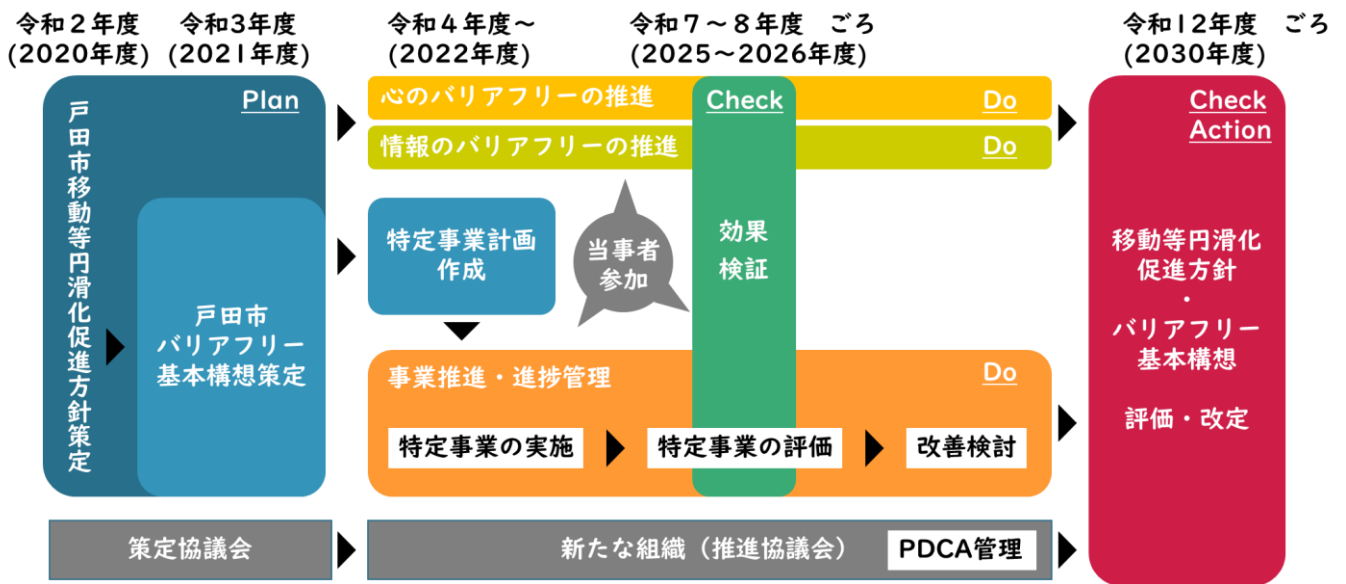 令和２年度
(2020年度)
令和3年度
(2021年度)
令和４年度～
(2022年度)
令和７～８年度　ごろ
(2025～2026年度)
令和12年度　ごろ
(2030年度)
戸田市移動等円滑化促進方針策定
Plan
戸田市
バリアフリー
基本構想策定
心のバリアフリーの推進
Do
情報のバリアフリーの推進
Do
Check
効果
検証
特定事業計画
作成
当事者
参加
事業推進・進捗管理
Do
特定事業の実施
特定事業の評価
改善検討
Check
Action
移動等円滑化
促進方針
・
バリアフリー
基本構想
評価・改定
策定協議会
新たな組織（推進協議会）
PDCA管理